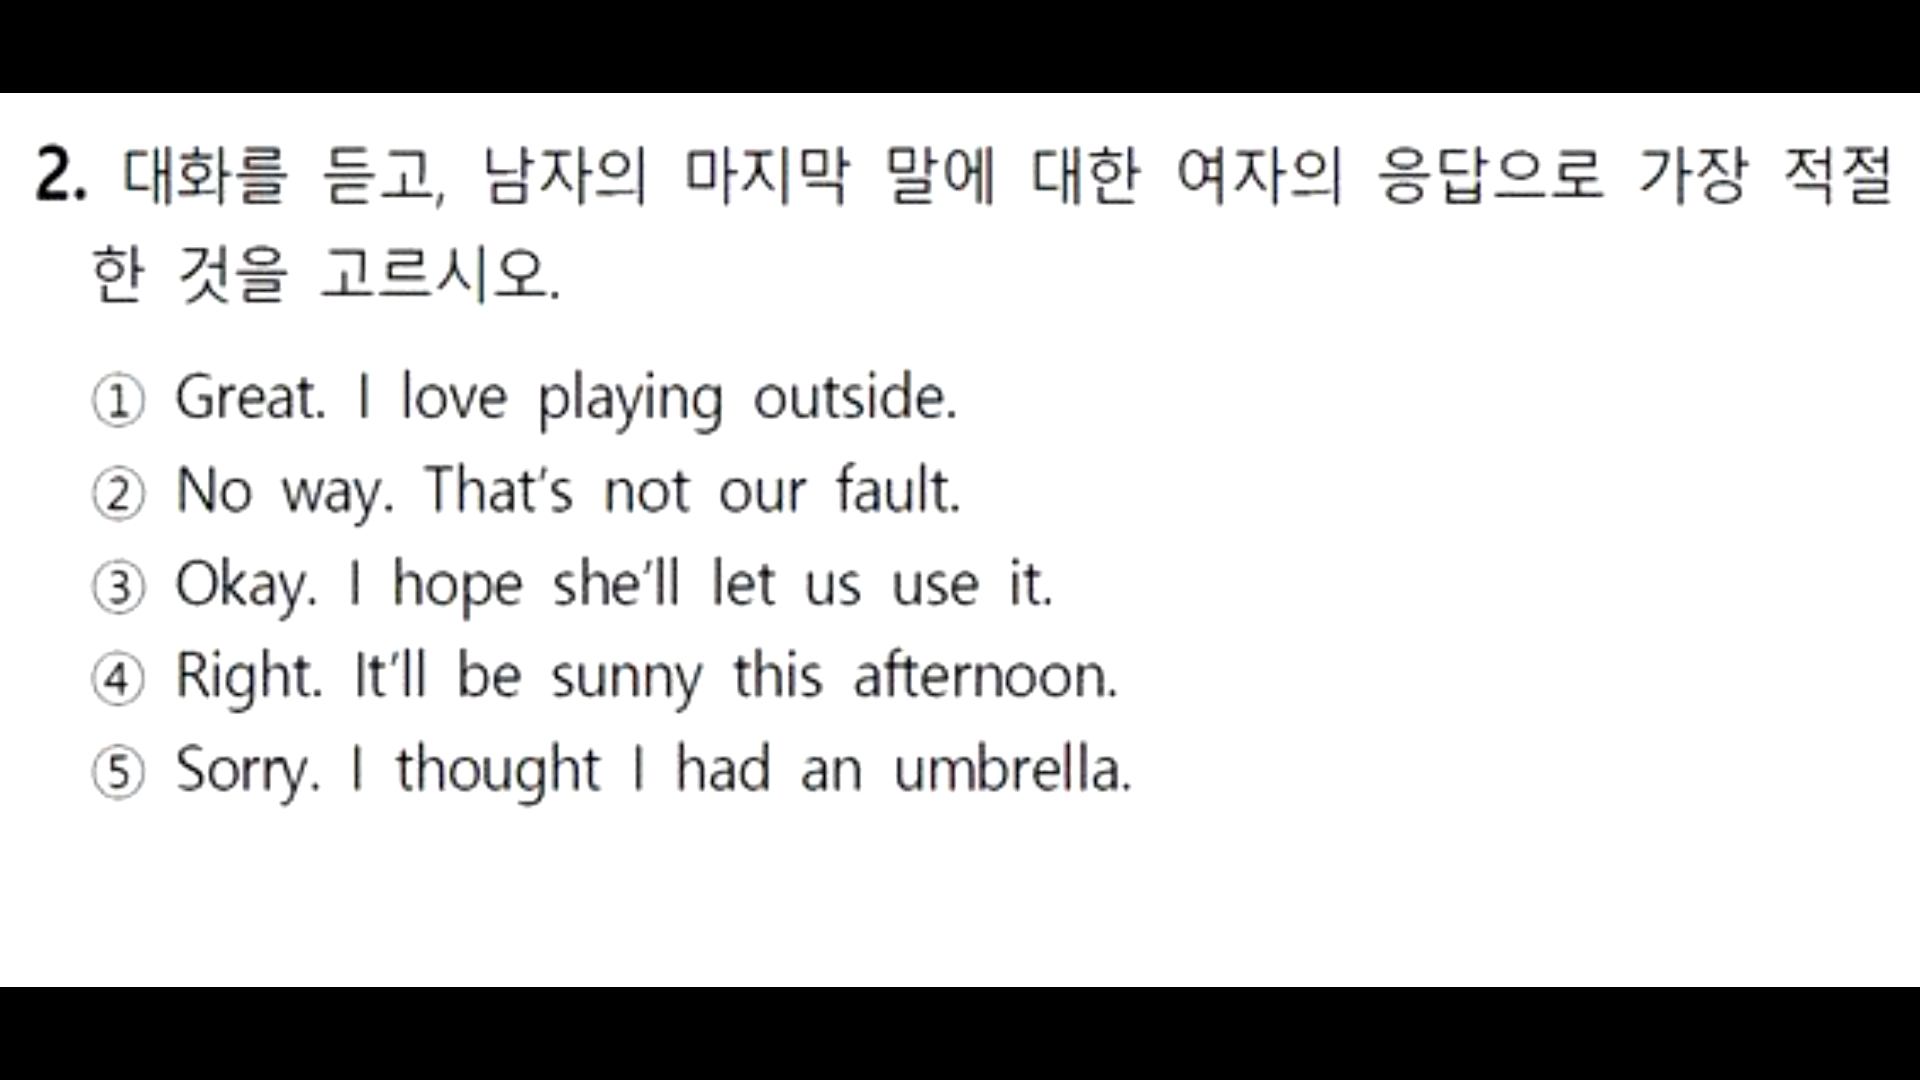 2. 대화를 듣고, 남자의 마지막 말에 대한 여자의 응답으로 가장 적절
한 것을 고르시오.
① Great. I love playing outside.
② No way. That's not our fault.
③ Okay. I hope she'll let us use it.
④ Right. It'll be sunny this afternoon.
⑤ Sorry. I thought I had an umbrella.